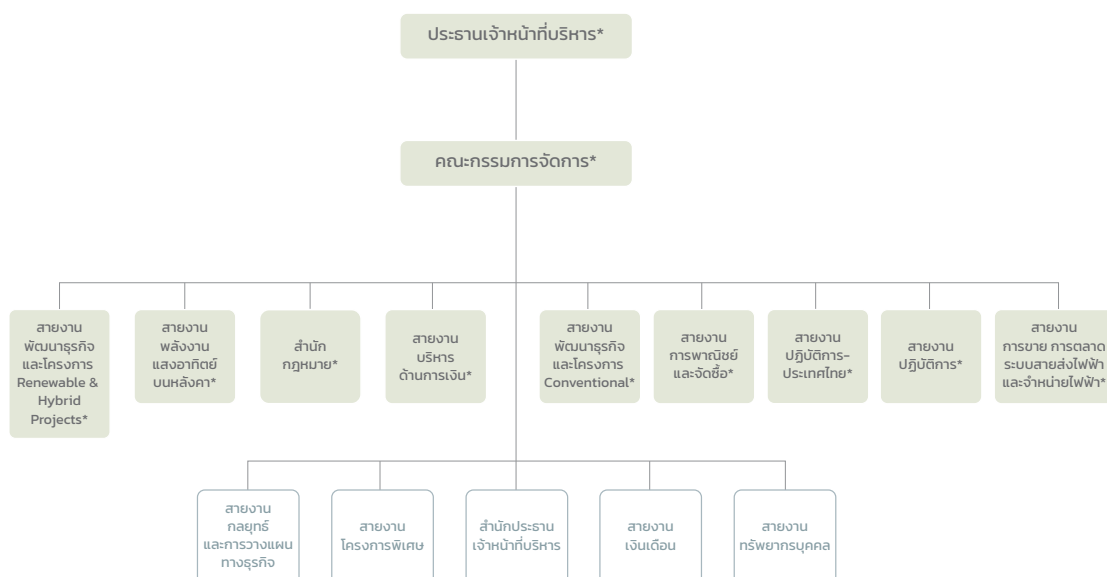 ประธานเจ้าหน้าที่บริหาร*
คณะกรรมการจัดการ*
สายงาน
พัฒนาธุรกิจ
และโครงการ
Renewable &
Hybrid
Projects*
สายงาน
พลังงาน
แสงอาทิตย์
บนหลังคา*
สำนัก
กฎหมาย*
สายงาน
บริหาร
ด้านการเงิน*
สายงาน
พัฒนาธุรกิจ
และโครงการ
Conventional*
สายงาน
การพาณิชย์
และจัดซื้อ*
สายงาน
ปฏิบัติการ-
ประเทศไทย*
สายงาน
ปฏิบัติการ*
สายงาน
การขาย การตลาด
ระบบสายส่งไฟฟ้า
และจำหน่ายไฟฟ้า*
สายงาน
กลยุทธ์
และการวางแผน
ทางธุรกิจ
สายงาน
โครงการพิเศษ
สำนักประธาน
เจ้าหน้าที่บริหาร
สายงาน
เงินเดือน
สายงาน
ทรัพยากรบุคคล